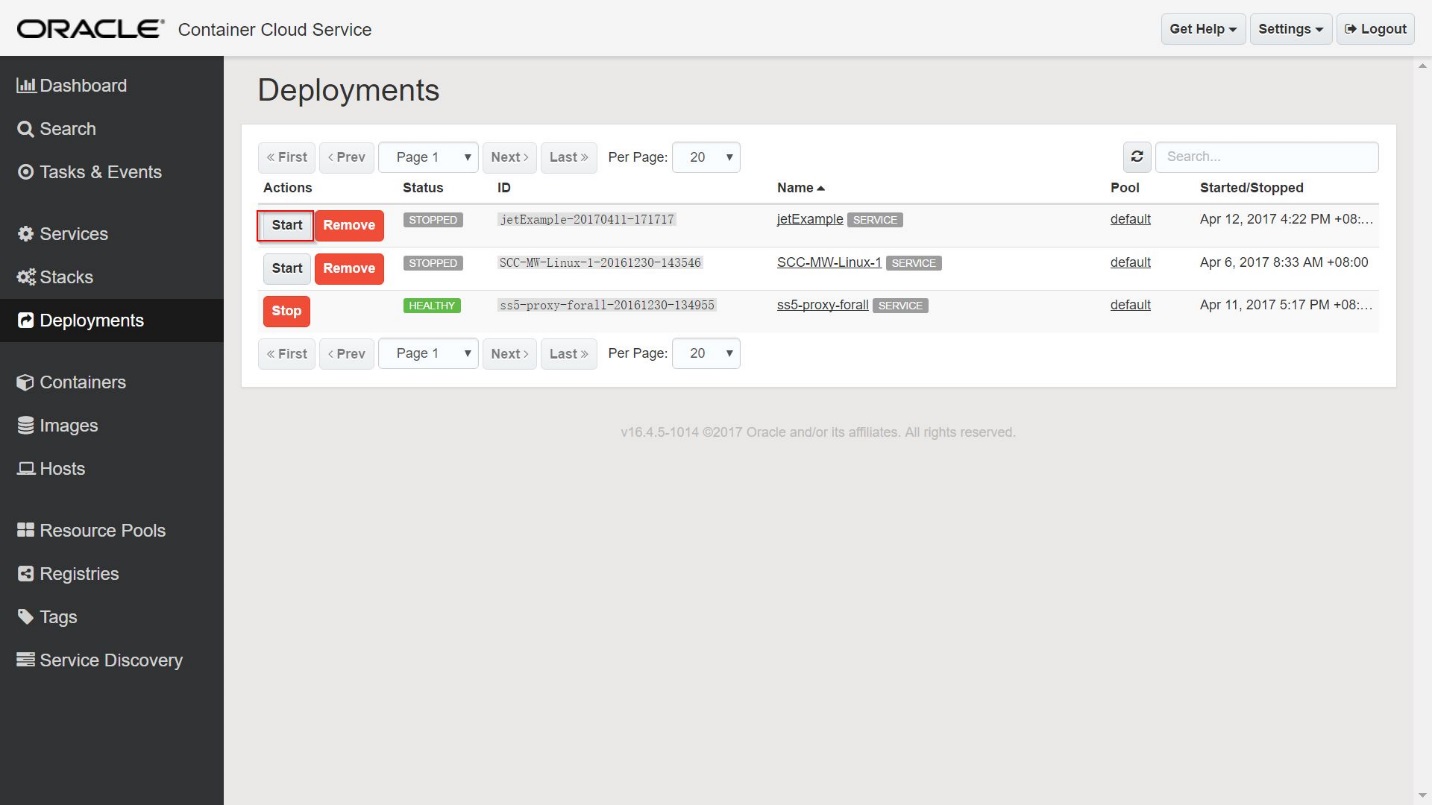 ORACLE® Container Cloud Service Get Help Settings Logout
Dashboard
Search
Tasks & Events
Services
Stacks
Deployments
Containers
Images
Hosts
Resource Pools
Registries
Tags
Service Discovery
Deployments
« First ‹ Prev Page 1 Next › Last » Per Page: 20 Search...
Actions Status ID Name Pool Started/Stopped
Start Remove STOPPED jetExample-20170411-171717 jetExample SERVICE default Apr 12, 2017 4:22 PM +08:...
Start Remove STOPPED SCC-MW-Linux-1-20161230-143546 SCC-MW-Linux-1 SERVICE default Apr 6, 2017 8:33 AM +08:00
Stop HEALTHY ss5-proxy-forall-20161230-134955 ss5-proxy-forall SERVICE default Apr 11, 2017 5:17 PM +08:...
« First ‹ Prev Page 1 Next › Last » Per Page: 20
v16.4.5-1014 ©2017 Oracle and/or its affiliates. All rights reserved.